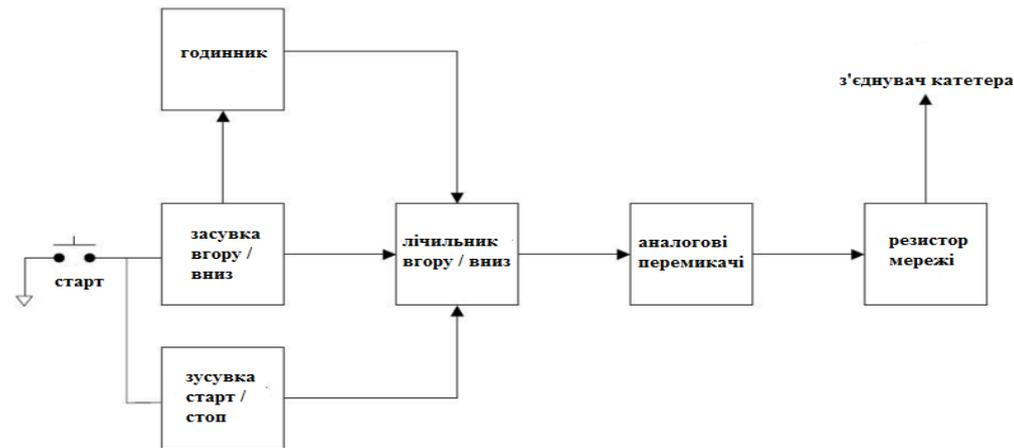 годинник
з'єднувач катетера
засувка
вгору /
вниз
лічильник
вгору / вниз
аналогові
перемикачі
резистор
мережі
старт
зусувка
старт /
стоп